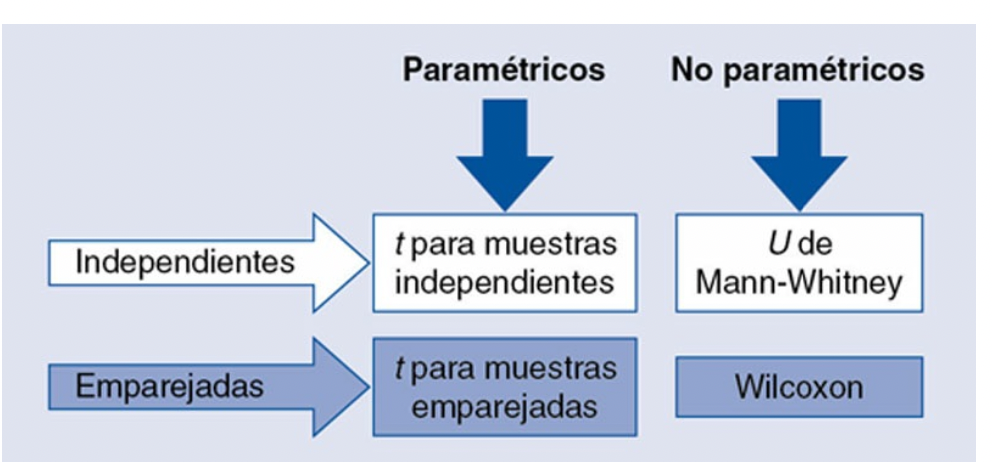 Paramétricos
No paramétricos
Independientes
t para muestras
independientes
U de
Mann-Whitney
Emparejadas
t para muestras
emparejadas
Wilcoxon